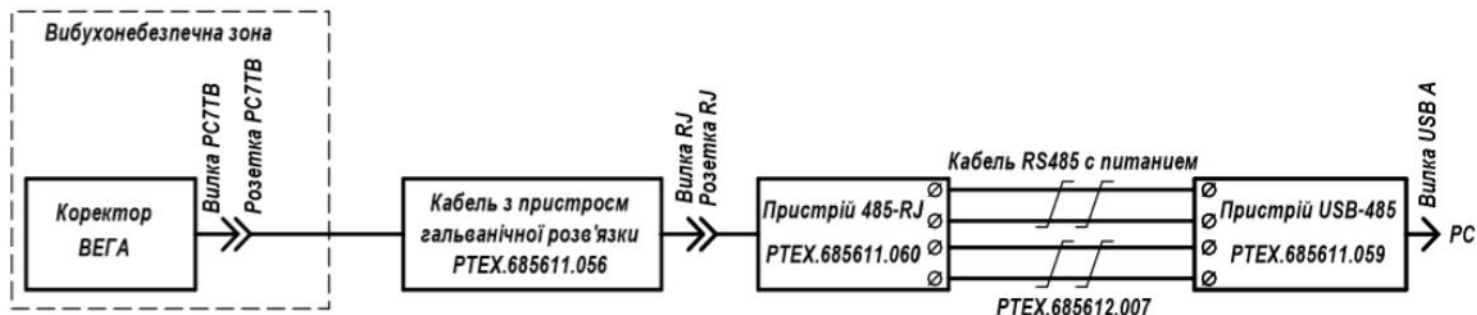 Вибухонебезпечна зона
Коректор
ВЕГА
Вилка РС7ТВ
Розетка РС7ТВ
Кабель з пристросм
гальванічної розв'язки
РТЕХ.685611.056
Вилка RJ
Розетка RJ
Пристрій 485-RJ
РТЕХ.685611.060
Кабель RS485 с питанием
РТЕХ.685612.007
Пристрій USB-485
РТЕХ.685611.059
Вилка USB A
PC